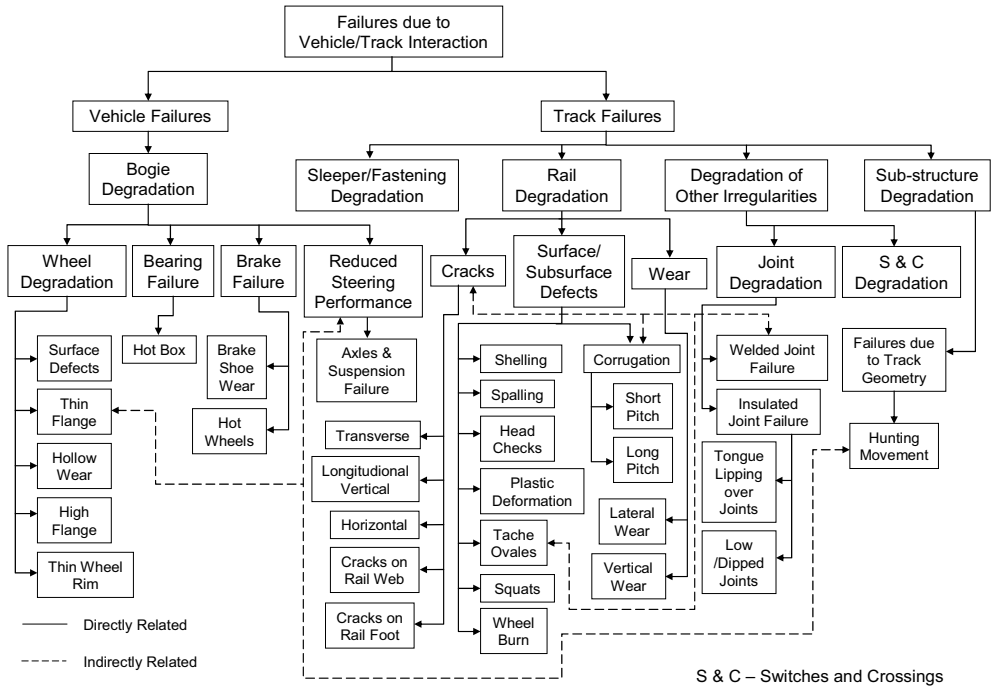 Failures due to
Vehicle/Track Interaction
Vehicle Failures
Track Failures
Bogie
Degradation
Sleeper/Fastening
Degradation
Rail
Degradation
Degradation of
Other Irregularities
Sub-structure
Degradation
Wheel
Degradation
Bearing
Failure
Brake
Failure
Reduced
Steering
Performance
Cracks
Surface/
Subsurface
Defects
Wear
Joint
Degradation
S & C
Degradation
Surface
Defects
Thin
Flange
Hollow
Wear
High
Flange
Thin Wheel
Rim
Hot Box
Brake
Shoe
Wear
Hot
Wheels
Axles &
Suspension
Failure
Transverse
Longtitudional
Vertical
Horizontal
Cracks on
Rail Web
Cracks on
Rail Foot
Shelling
Spalling
Head
Checks
Plastic
Deformation
Tache
Ovales
Squats
Wheel
Burn
Corrugation
Short
Pitch
Long
Pitch
Lateral
Wear
Vertical
Wear
Welded Joint
Failure
Insulated
Joint Failure
Tongue
Lipping
over
Joints
Low
/Dipped
Joints
Failures due
to Track
Geometry
Hunting
Movement
Directly Related
Indirectly Related
S & C – Switches and Crossings